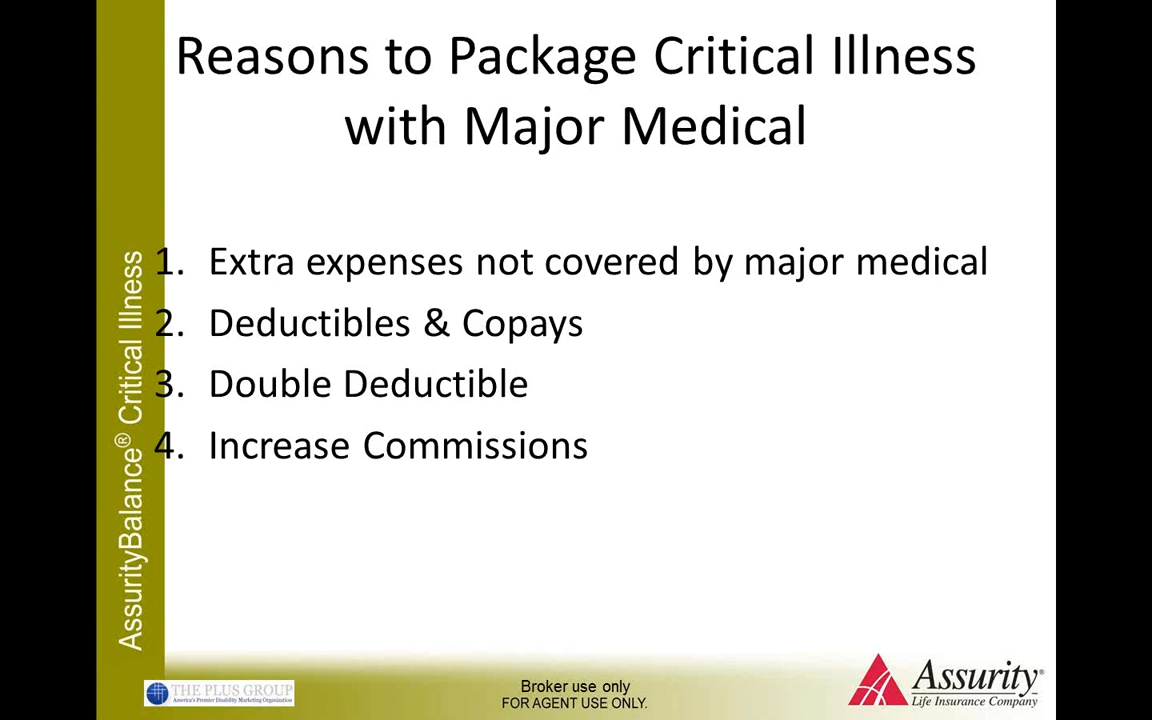 Reasons to Package Critical Illness
with Major Medical
1. Extra expenses not covered by major medical
2. Deductibles & Copays
3. Double Deductible
4. Increase Commissions
AssurityBalance® Critical Illness
THE PLUS GROUP
America's Premier Disability Marketing Organization
Broker use only
FOR AGENT USE ONLY.
Assurity®
Life Insurance Company